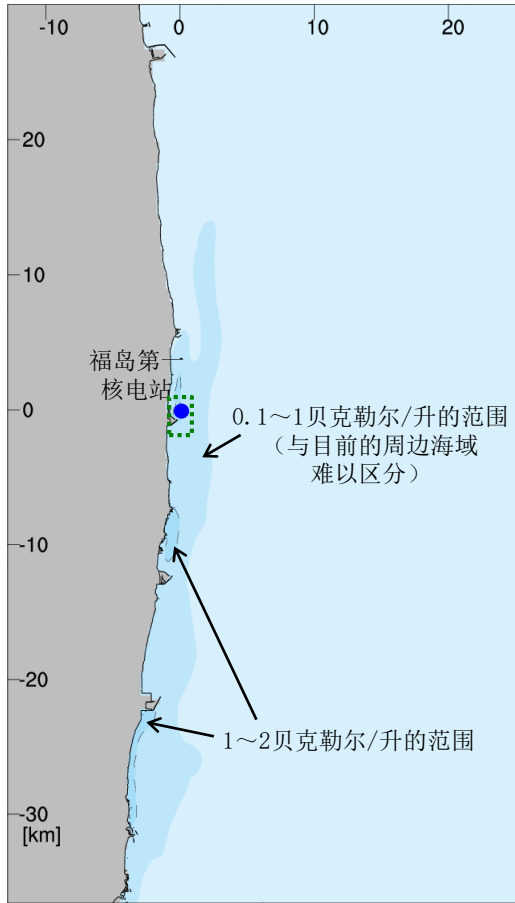 -10 0 10 20
20
10
福岛第一
核电站
0
0.1～1贝克勒尔/升的范围
（与目前的周边海域
难以区分）
-10
-20
1～2贝克勒尔/升的范围
-30
[km]